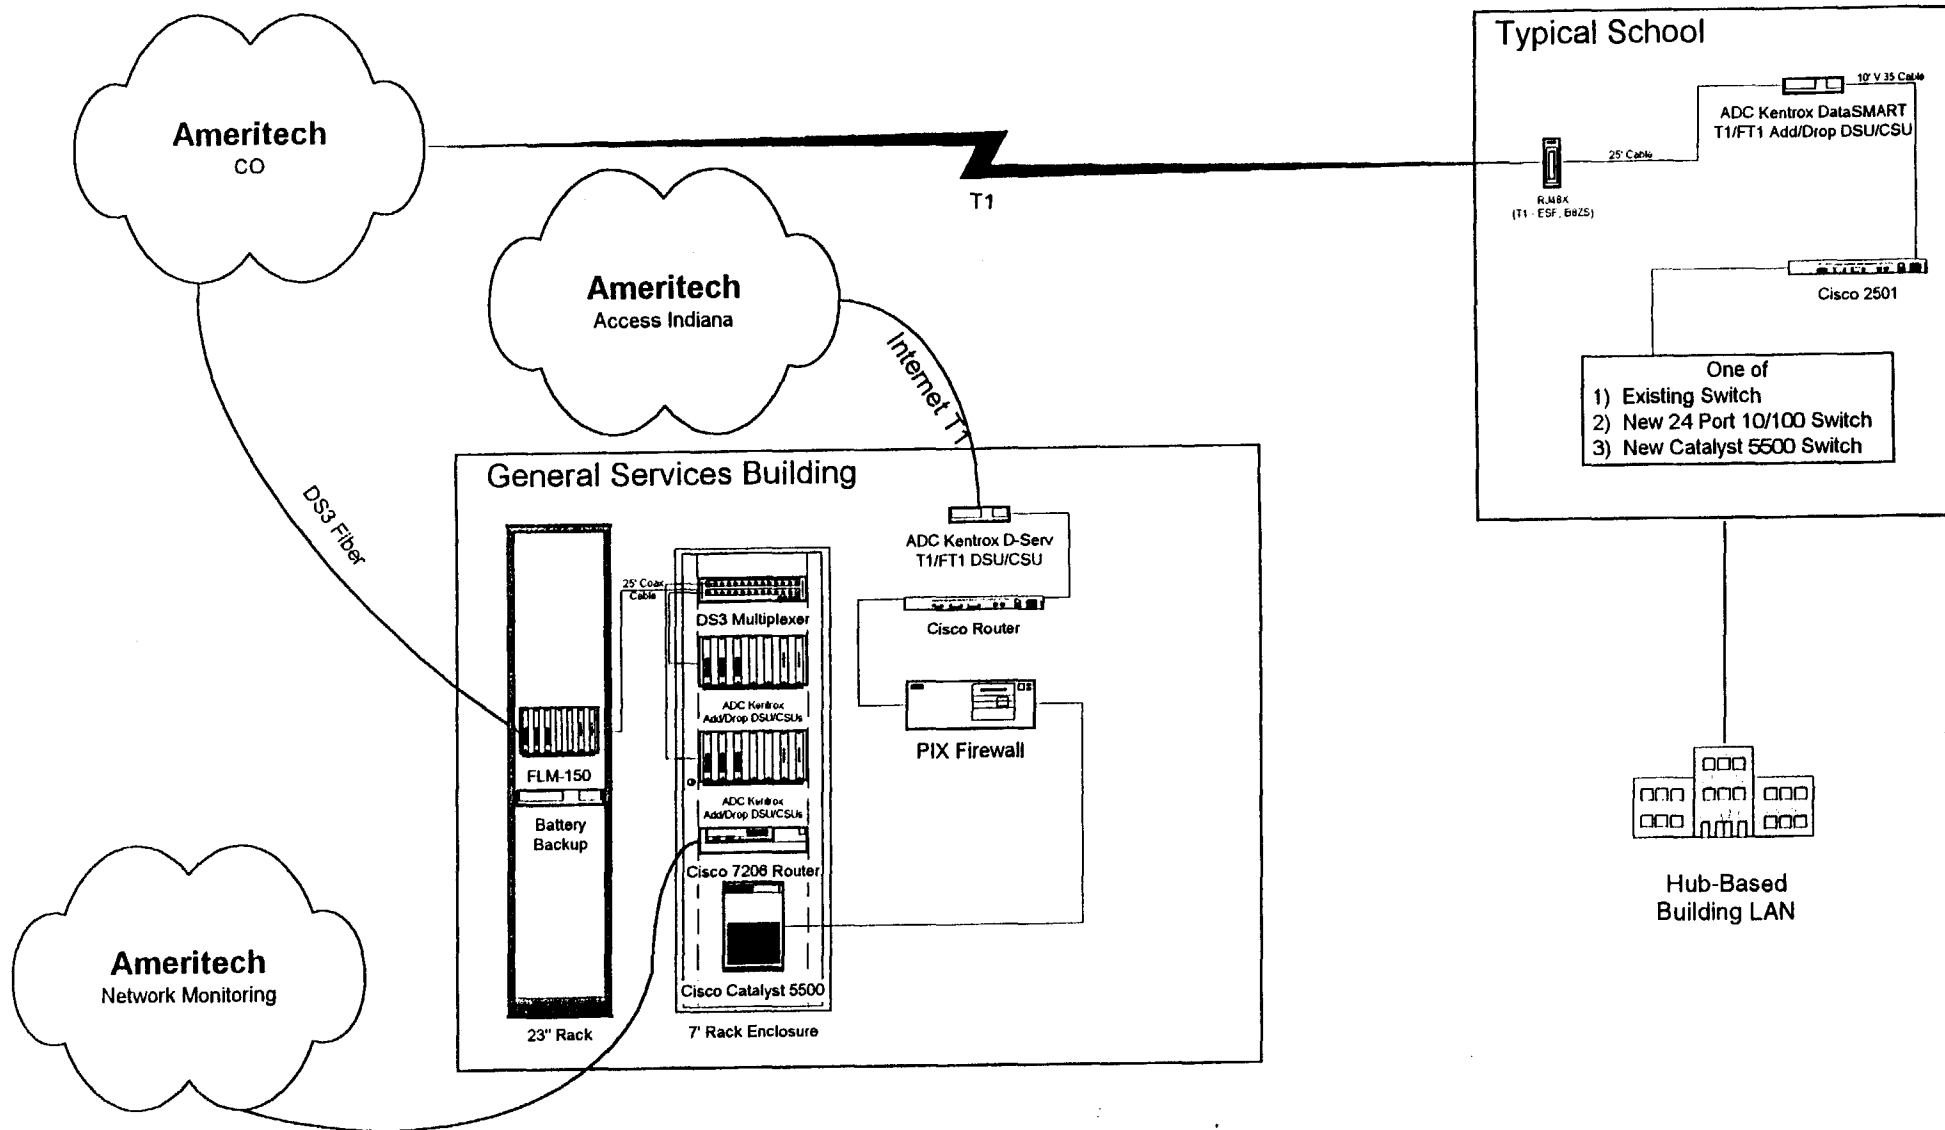 Typical School
10' V 35 Cable
ADC Kentrox DataSMART
T1/FT1 Add/Drop DSU/CSU
25' Cable
RJ48X
(T1 - ESF, B8ZS)
Cisco 2501
One of
1) Existing Switch
2) New 24 Port 10/100 Switch
3) New Catalyst 5500 Switch
Hub-Based
Building LAN
Ameritech
CO
T1
Ameritech
Access Indiana
Internet T1
DS3 Fiber
General Services Building
ADC Kentrox D-Serv
T1/FT1 DSU/CSU
Cisco Router
PIX Firewall
25' Coax
Cable
DS3 Multiplexer
ADC Kentrox
Add/Drop DSU/CSUs
ADC Kentrox
Add/Drop DSU/CSUs
Cisco 7206 Router
Cisco Catalyst 5500
7' Rack Enclosure
FLM-150
Battery
Backup
23" Rack
Ameritech
Network Monitoring